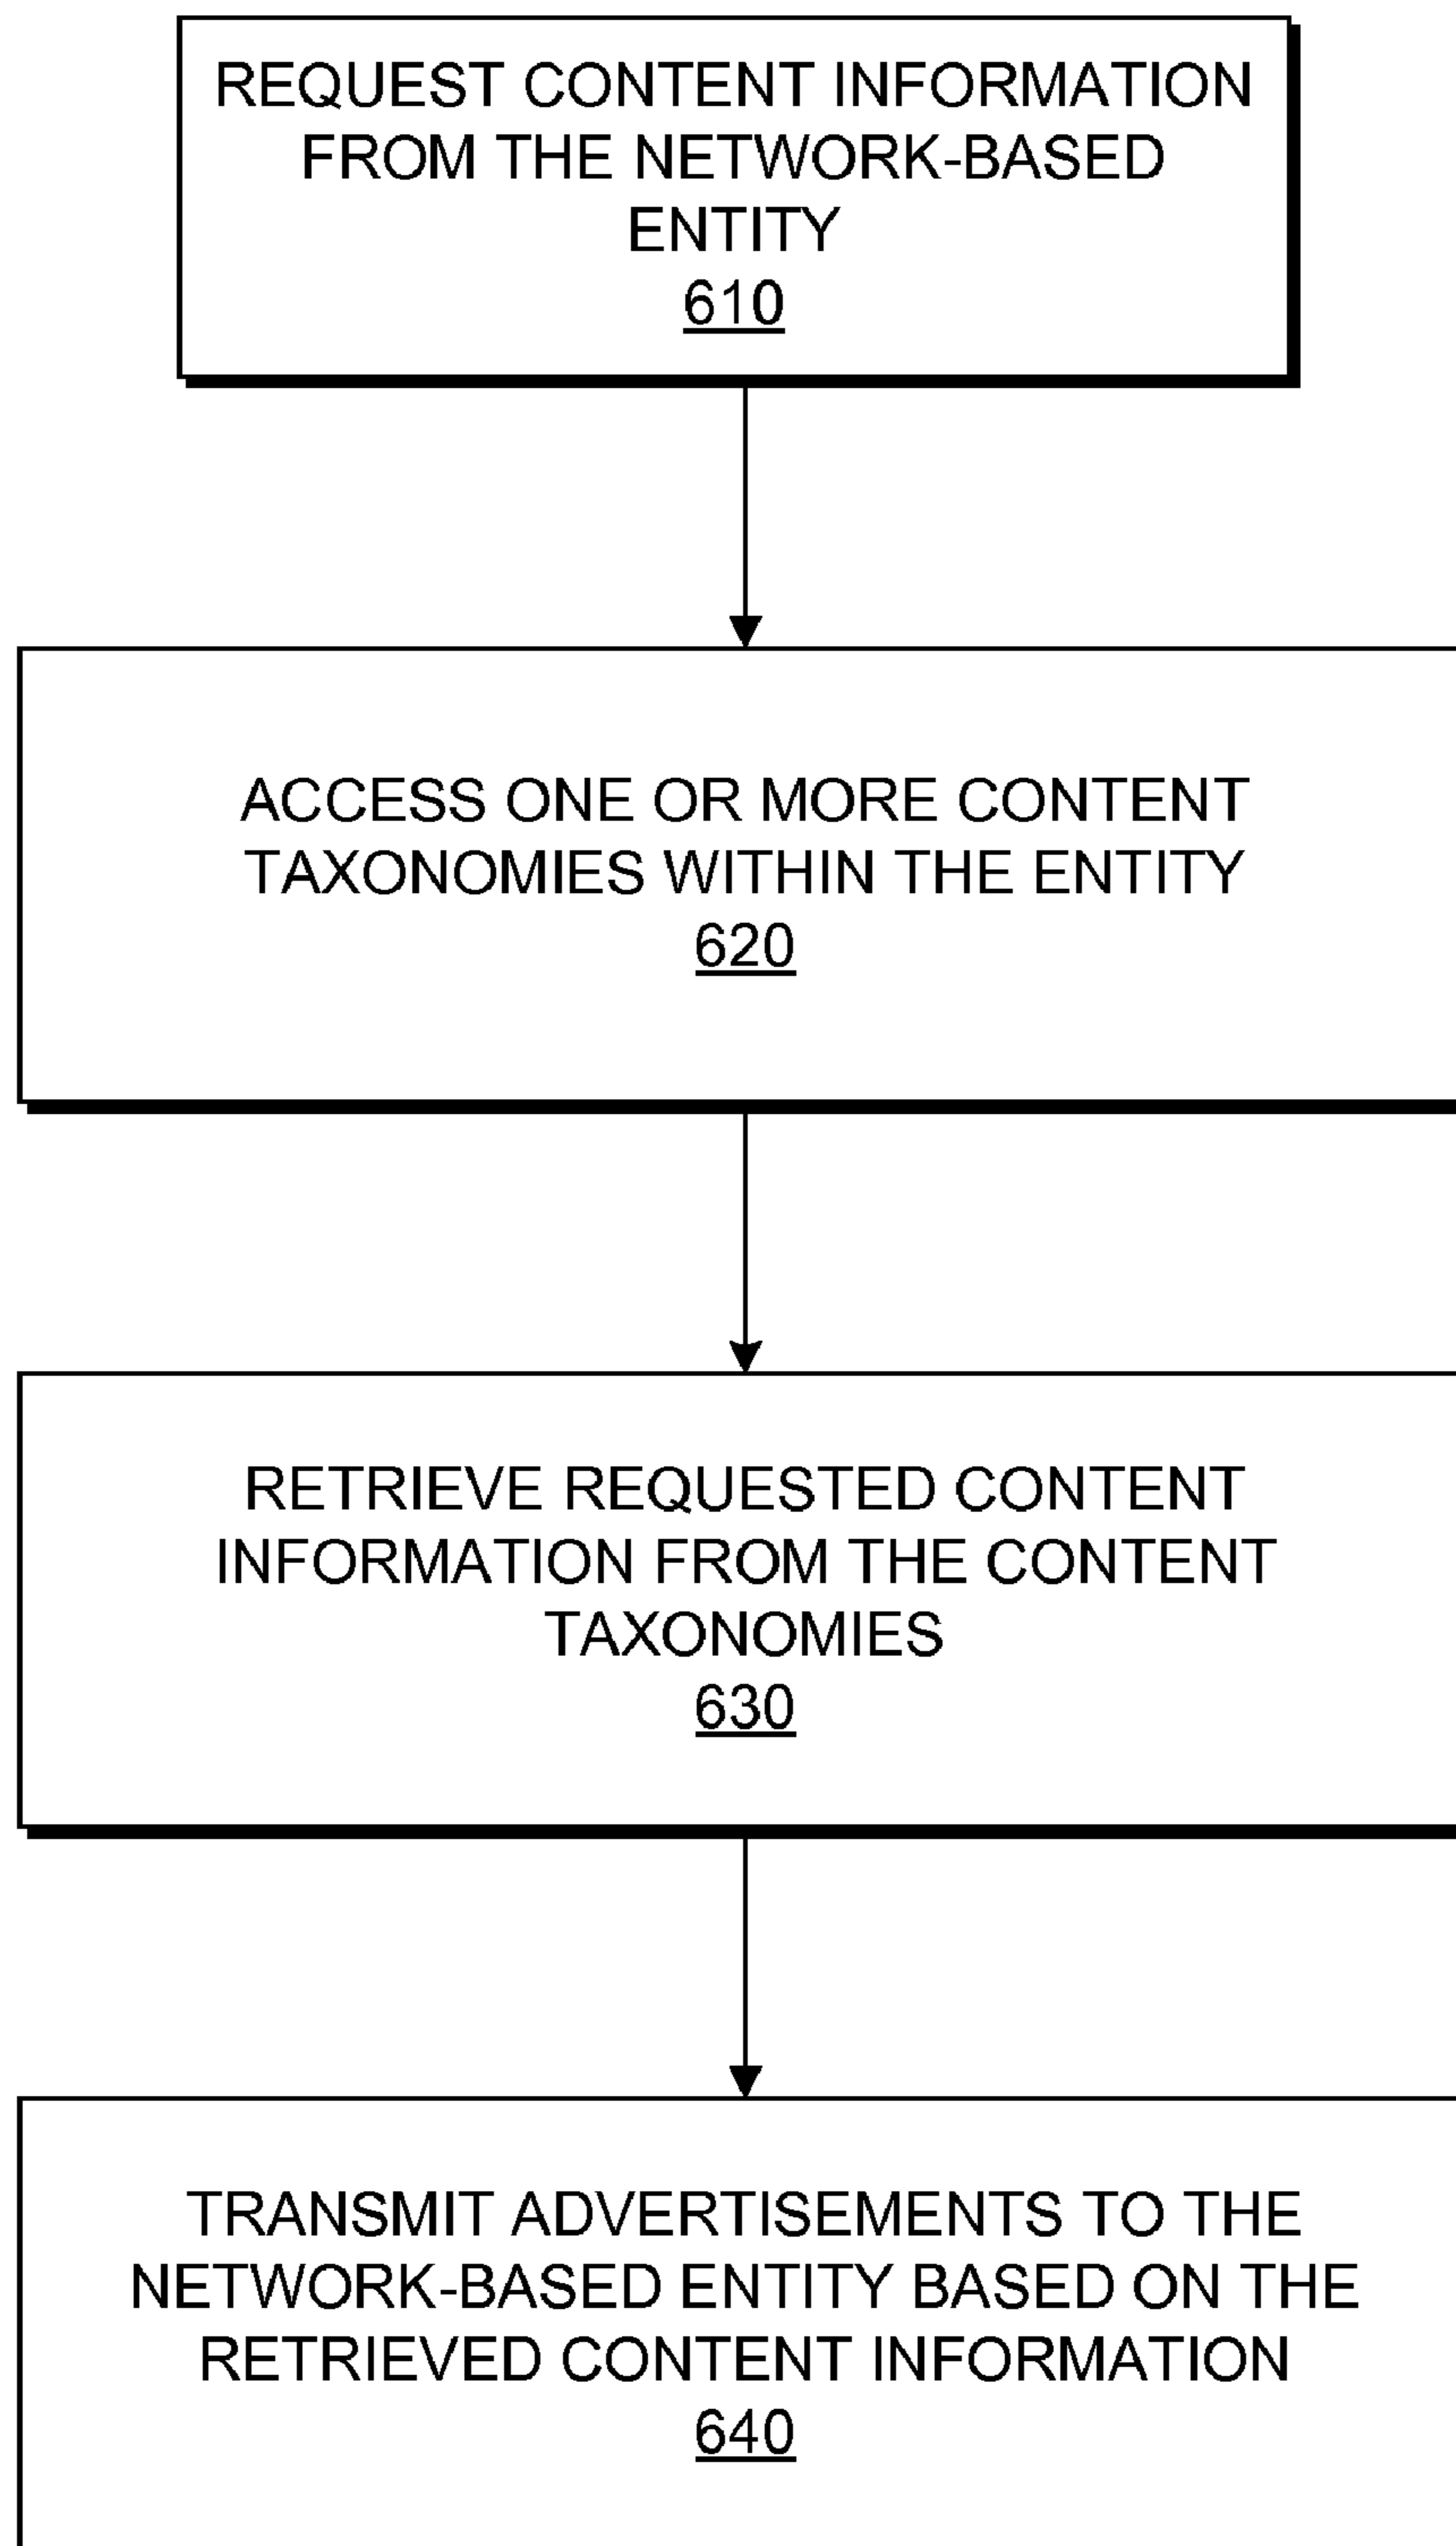 REQUEST CONTENT INFORMATION
FROM THE NETWORK-BASED
ENTITY
610
ACCESS ONE OR MORE CONTENT
TAXONOMIES WITHIN THE ENTITY
620
RETRIEVE REQUESTED CONTENT
INFORMATION FROM THE CONTENT
TAXONOMIES
630
TRANSMIT ADVERTISEMENTS TO THE
NETWORK-BASED ENTITY BASED ON THE
RETRIEVED CONTENT INFORMATION
640